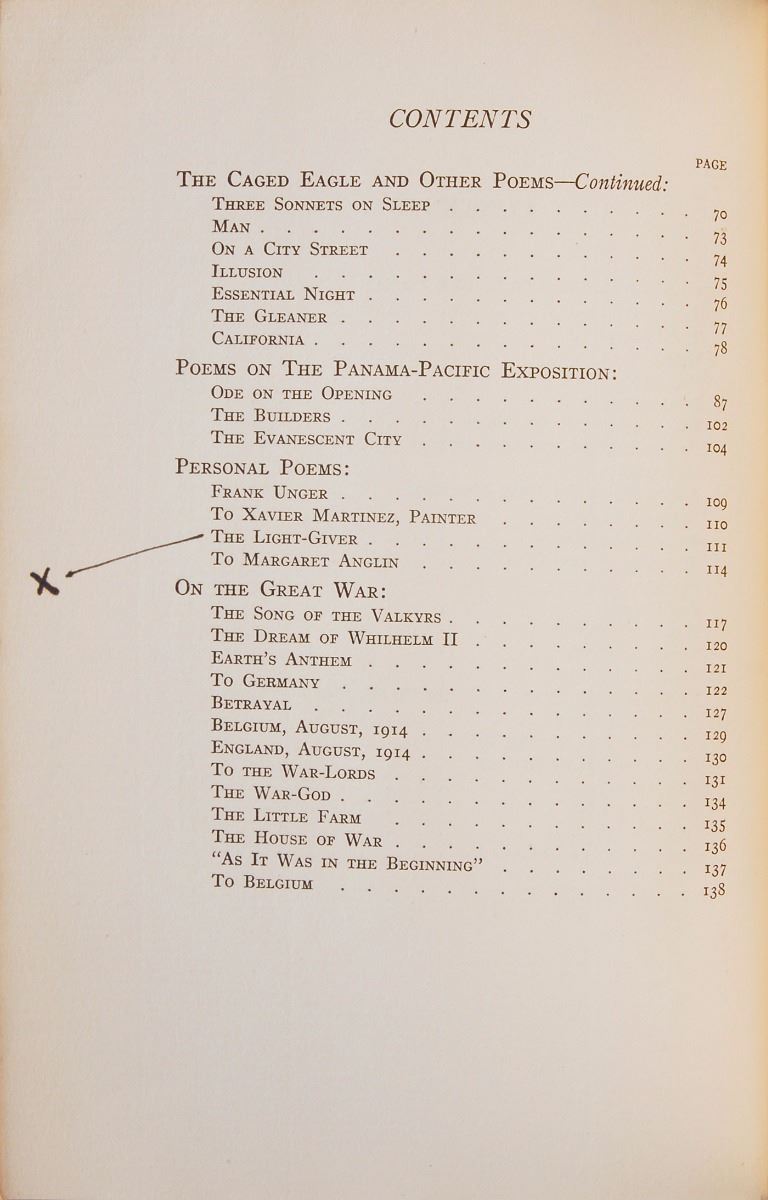 CONTENTS
PAGE
THE CAGED EAGLE AND OTHER POEMS—Continued:
THREE SONNETS ON SLEEP . . . . . . . . . . 70
MAN . . . . . . . . . . . . . . . . . 73
ON A CITY STREET . . . . . . . . . . . . 74
ILLUSION . . . . . . . . . . . . . . . 75
ESSENTIAL NIGHT . . . . . . . . . . . . . 76
THE GLEANER . . . . . . . . . . . . . . 77
CALIFORNIA . . . . . . . . . . . . . . . 78
POEMS ON THE PANAMA-PACIFIC EXPOSITION:
ODE ON THE OPENING . . . . . . . . . . . 87
THE BUILDERS . . . . . . . . . . . . . . 102
THE EVANESCENT CITY . . . . . . . . . . . 104
PERSONAL POEMS:
FRANK UNGER . . . . . . . . . . . . . . 109
TO XAVIER MARTINEZ, PAINTER . . . . . . . . 110
THE LIGHT-GIVER . . . . . . . . . . . . . 111
TO MARGARET ANGLIN . . . . . . . . . . . 114
X
ON THE GREAT WAR:
THE SONG OF THE VALKYRS . . . . . . . . . . 117
THE DREAM OF WHILHELM II . . . . . . . . . 120
EARTH'S ANTHEM . . . . . . . . . . . . . 121
TO GERMANY . . . . . . . . . . . . . . 122
BETRAYAL . . . . . . . . . . . . . . . 127
BELGIUM, AUGUST, 1914 . . . . . . . . . . . 129
ENGLAND, AUGUST, 1914 . . . . . . . . . . . 130
TO THE WAR-LORDS . . . . . . . . . . . . 131
THE WAR-GOD . . . . . . . . . . . . . . 134
THE LITTLE FARM . . . . . . . . . . . . 135
THE HOUSE OF WAR . . . . . . . . . . . . 136
"AS IT WAS IN THE BEGINNING" . . . . . . . . 137
TO BELGIUM . . . . . . . . . . . . . . 138